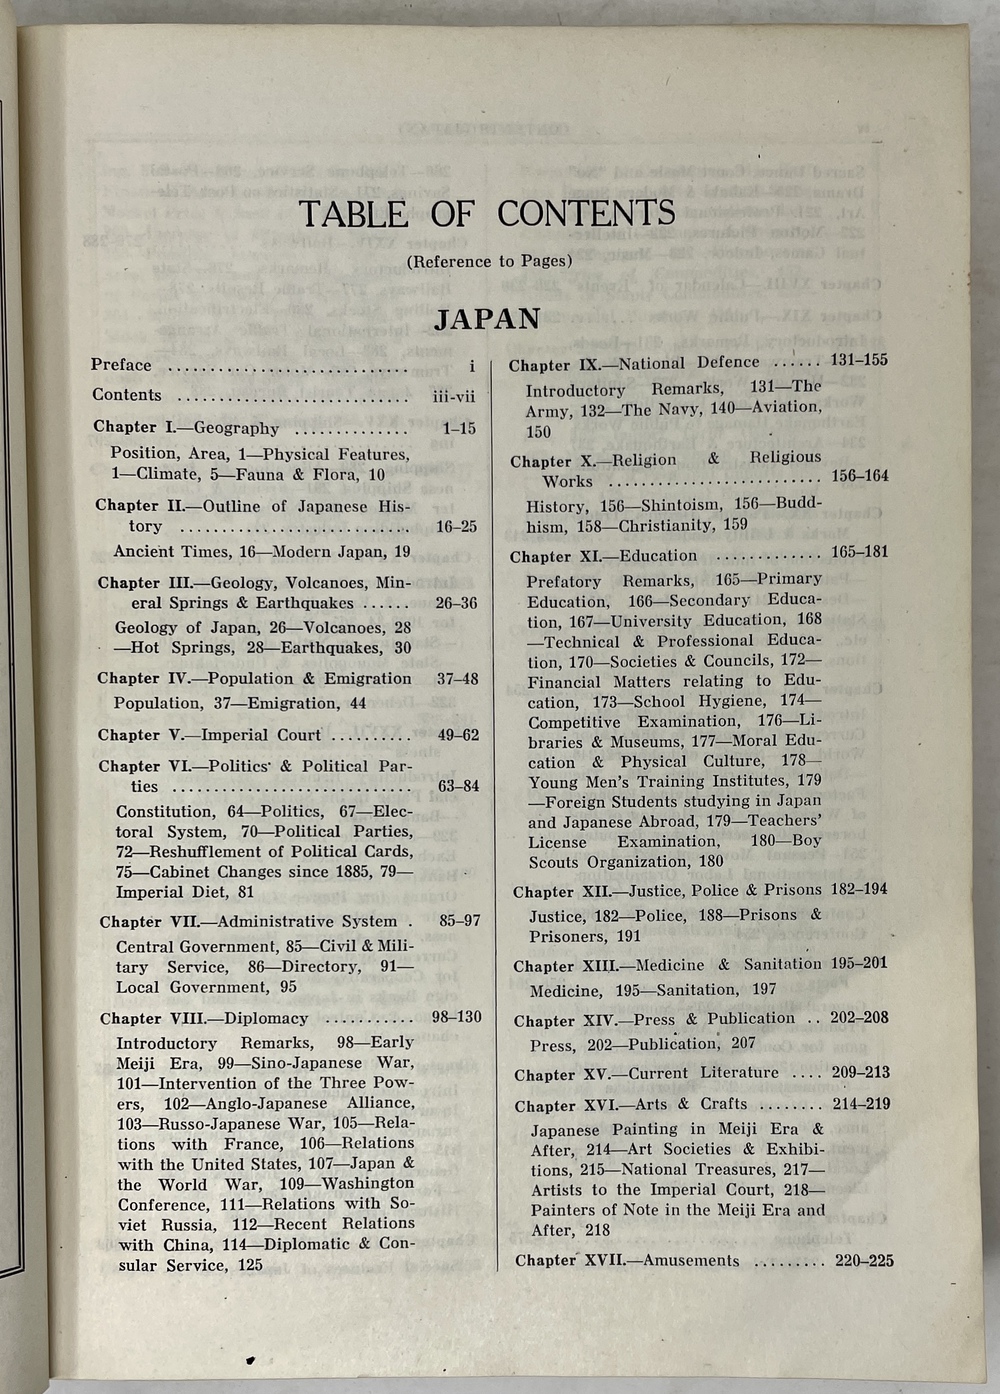 TABLE OF CONTENTS
(Reference to Pages)
JAPAN
Preface ............................. i
Contents ............................ iii-vii
Chapter I.—Geography .............. 1–15
Position, Area, 1—Physical Features,
1—Climate, 5—Fauna & Flora, 10
Chapter II.—Outline of Japanese His-
tory ............................ 16–25
Ancient Times, 16—Modern Japan, 19
Chapter III.—Geology, Volcanoes, Min-
eral Springs & Earthquakes ...... 26–36
Geology of Japan, 26—Volcanoes, 28
—Hot Springs, 28—Earthquakes, 30
Chapter IV.—Population & Emigration 37–48
Population, 37—Emigration, 44
Chapter V.—Imperial Court .......... 49–62
Chapter VI.—Politics & Political Par-
ties ............................. 63–84
Constitution, 64—Politics, 67—Elec-
toral System, 70—Political Parties,
72—Reshufflement of Political Cards,
75—Cabinet Changes since 1885, 79—
Imperial Diet, 81
Chapter VII.—Administrative System . 85–97
Central Government, 85—Civil & Mili-
tary Service, 86—Directory, 91—
Local Government, 95
Chapter VIII.—Diplomacy ........... 98–130
Introductory Remarks, 98—Early
Meiji Era, 99—Sino-Japanese War,
101—Intervention of the Three Pow-
ers, 102—Anglo-Japanese Alliance,
103—Russo-Japanese War, 105—Rela-
tions with France, 106—Relations
with the United States, 107—Japan &
the World War, 109—Washington
Conference, 111—Relations with So-
viet Russia, 112—Recent Relations
with China, 114—Diplomatic & Con-
sular Service, 125
Chapter IX.—National Defence ...... 131–155
Introductory Remarks, 131—The
Army, 132—The Navy, 140—Aviation,
150
Chapter X.—Religion & Religious
Works .......................... 156–164
History, 156—Shintoism, 156—Budd-
hism, 158—Christianity, 159
Chapter XI.—Education ............. 165–181
Prefatory Remarks, 165—Primary
Education, 166—Secondary Educa-
tion, 167—University Education, 168
—Technical & Professional Educa-
tion, 170—Societies & Councils, 172—
Financial Matters relating to Edu-
cation, 173—School Hygiene, 174—
Competitive Examination, 176—Li-
braries & Museums, 177—Moral Edu-
cation & Physical Culture, 178—
Young Men's Training Institutes, 179
—Foreign Students studying in Japan
and Japanese Abroad, 179—Teachers'
License Examination, 180—Boy
Scouts Organization, 180
Chapter XII.—Justice, Police & Prisons 182–194
Justice, 182—Police, 188—Prisons &
Prisoners, 191
Chapter XIII.—Medicine & Sanitation 195–201
Medicine, 195—Sanitation, 197
Chapter XIV.—Press & Publication .. 202–208
Press, 202—Publication, 207
Chapter XV.—Current Literature .... 209–213
Chapter XVI.—Arts & Crafts ........ 214–219
Japanese Painting in Meiji Era &
After, 214—Art Societies & Exhibi-
tions, 215—National Treasures, 217—
Artists to the Imperial Court, 218—
Painters of Note in the Meiji Era and
After, 218
Chapter XVII.—Amusements ......... 220–225